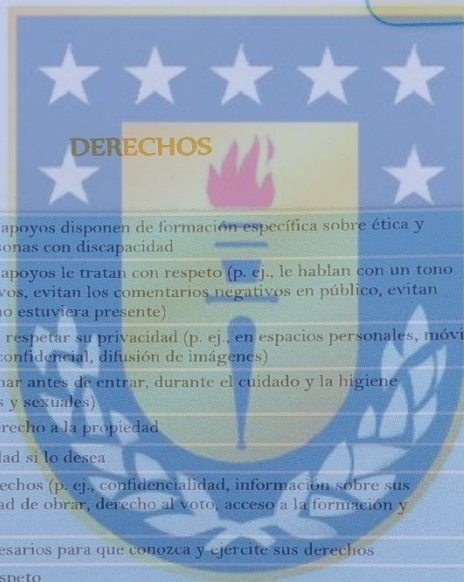 DERECHOS
apoyos disponen de formación específica sobre ética y
sonas con discapacidad
apoyos le tratan con respeto (p. ej., le hablan con un tono
vos, evitan los comentarios negativos en público, evitan
no estuviera presente)
respetar su privacidad (p. ej., en espacios personales, móvi
confidencial, difusión de imágenes)
nar antes de entrar, durante el cuidado y la higiene
s y sexuales)
recho a la propiedad
dad si lo desea
rechos (p. ej., confidencialidad, información sobre sus
ad de obrar, derecho al voto, acceso a la formación y
esarios para que conozca y ejercite sus derechos
speto